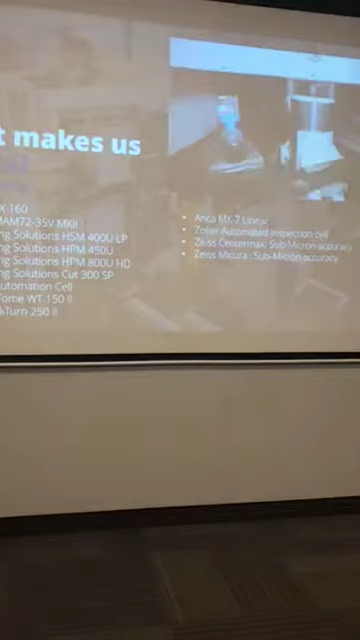 t makes us
X-160
MAM72-35V MKII
ng Solutions HSM 400U LP
ng Solutions HPM 450U
ng Solutions HPM 800U HD
ng Solutions Cut 300 SP
utomation Cell
Tome WT-150 II
kTurn 250 II
• Anca MX-7 Linear
• Zoller Automated Inspection cell
• Zeiss Centermax: Sub-Micron accuracy
• Zeiss Micura : Sub-Micron accuracy